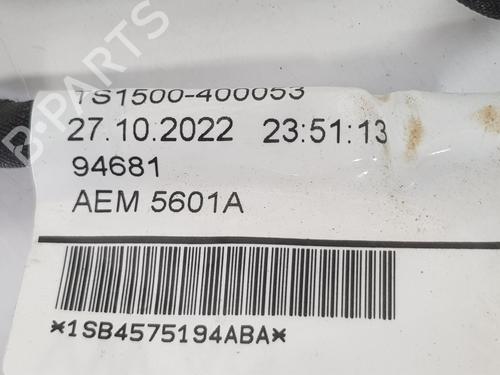 TS1500-400053
27.10.2022 23:51:13
94681
AEM 5601A
*1SB4575194ABA*
B-PARTS